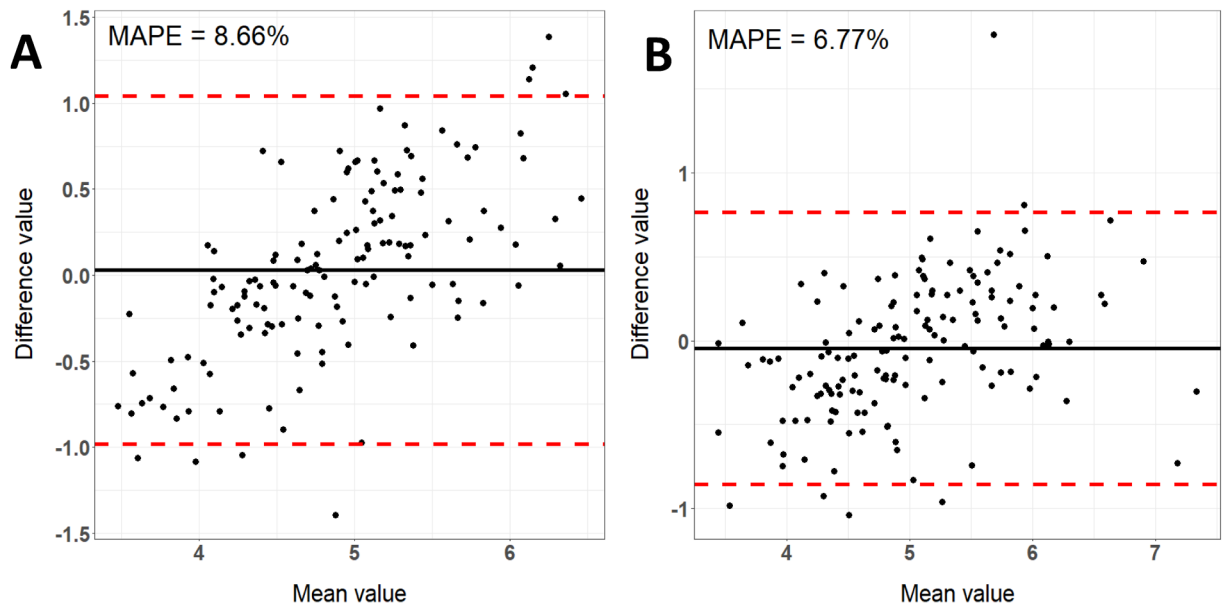 A
MAPE = 8.66%
Difference value
1.5
1.0
0.5
0.0
-0.5
-1.0
-1.5
4 5 6
Mean value
B
MAPE = 6.77%
Difference value
1
0
-1
4 5 6 7
Mean value